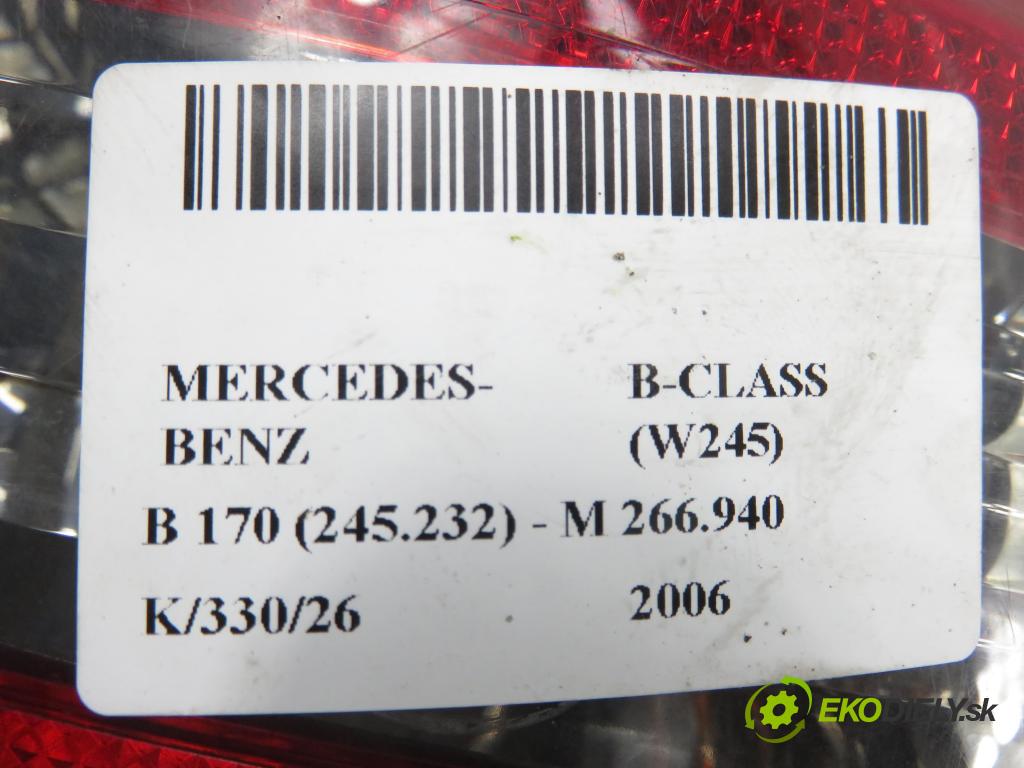 MERCEDES- B-CLASS
BENZ (W245)
B 170 (245.232) - M 266.940
K/330/26 2006
EKODIELY.sk